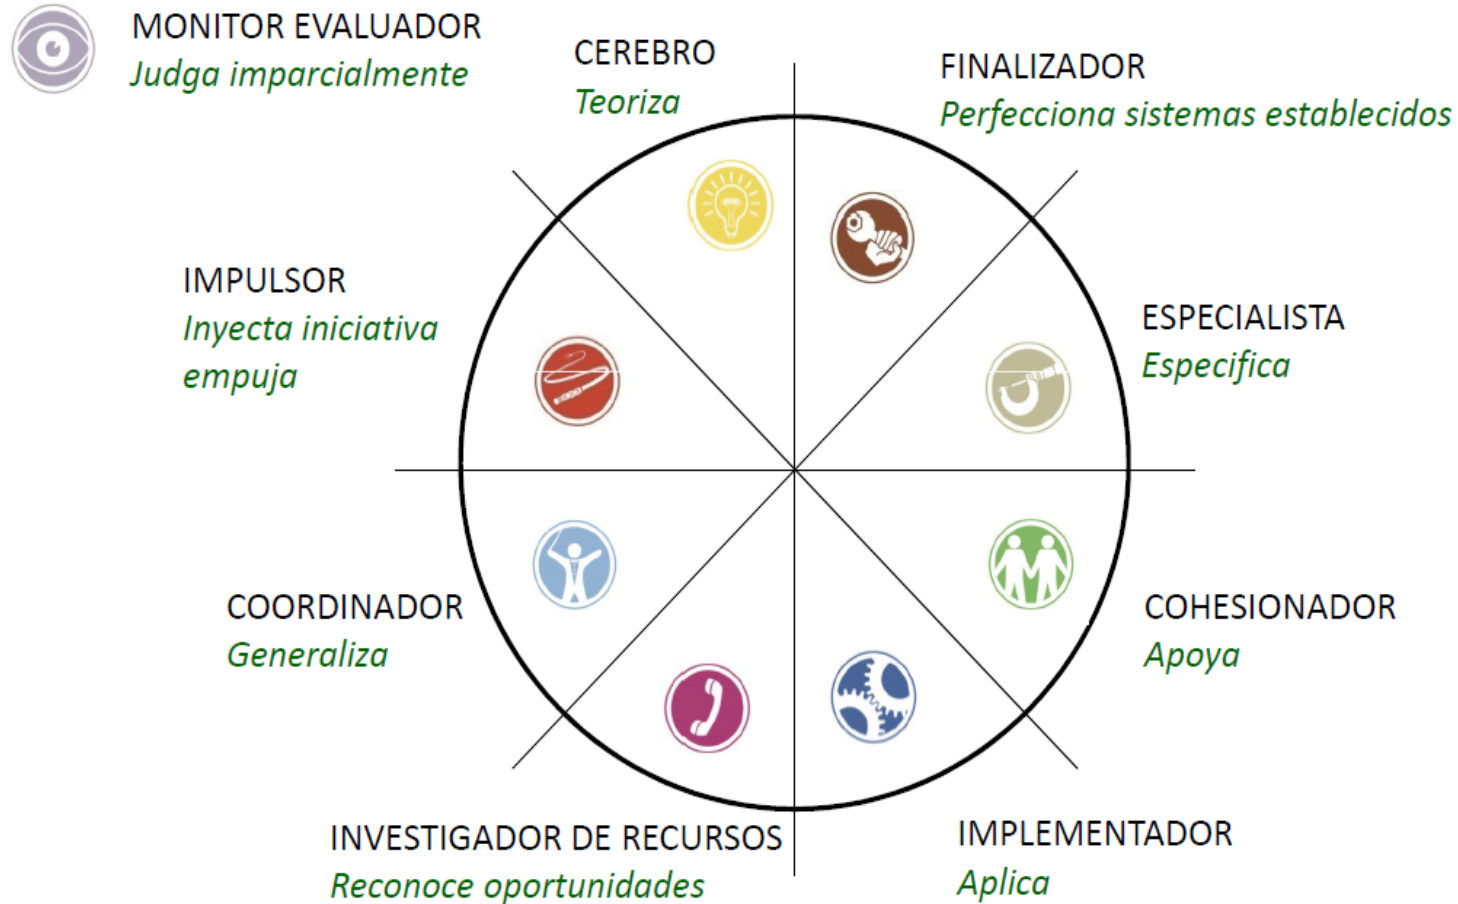 MONITOR EVALUADOR
Judga imparcialmente
CEREBRO
Teoriza
FINALIZADOR
Perfecciona sistemas establecidos
IMPULSOR
Inyecta iniciativa
empuja
ESPECIALISTA
Especifica
COORDINADOR
Generaliza
COHESIONADOR
Apoya
INVESTIGADOR DE RECURSOS
Reconoce oportunidades
IMPLEMENTADOR
Aplica